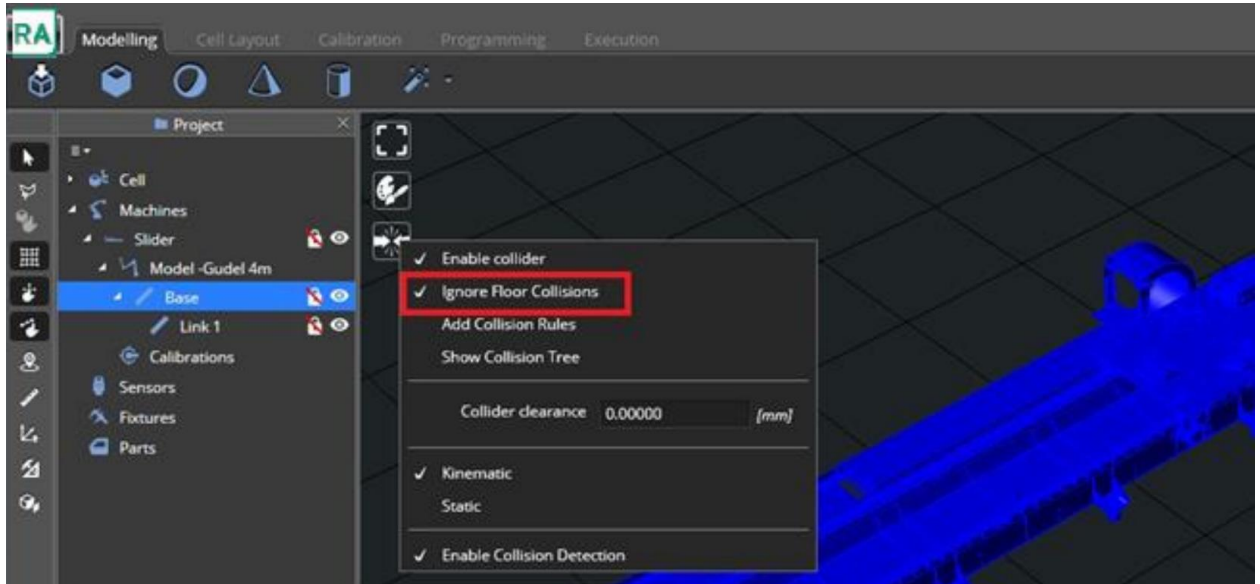 RA
Modelling Cell Layout Calibration Programming Execution
Project
Cell
Machines
Slider
Model -Gudel 4m
Base
Link 1
Calibrations
Sensors
Fixtures
Parts
Enable collider
Ignore Floor Collisions
Add Collision Rules
Show Collision Tree
Collider clearance 0.00000 [mm]
Kinematic
Static
Enable Collision Detection